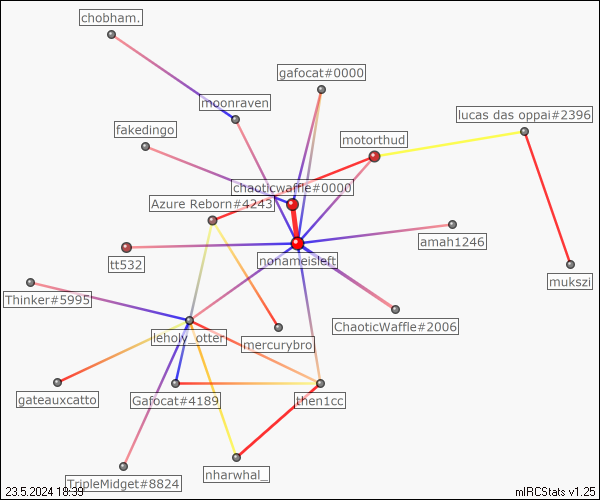 chobham.
gafocat#0000
moonraven
lucas das oppai#2396
fakedingo
motorthud
chaoticwaffle#0000
Azure Reborn#4243
amah1246
nonameisleft
tt532
mukszi
Thinker#5995
ChaoticWaffle#2006
leholy_otter
mercurybroj
gateauxcatto
Gafocat#4189
then1cc
nharwhal_
TripleMidget#8824
23.5.2024 18:39
mIRCStats v1.25